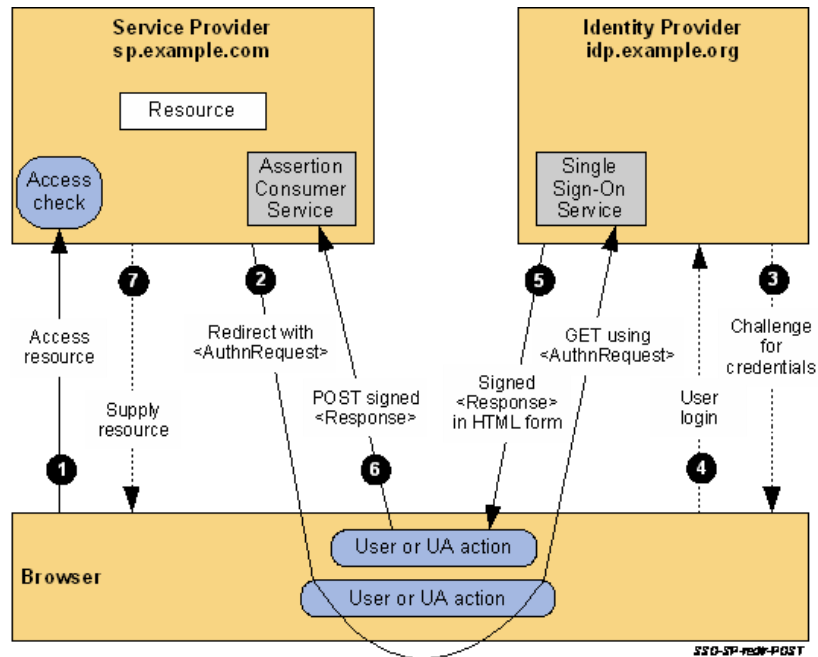 Service Provider
sp.example.com
Identity Provider
idp.example.org
Resource
Access
check
Assertion
Consumer
Service
Single
Sign-On
Service
7
2
5
3
Access
resource
Redirect with
<AuthnRequest>
GET using
<AuthnRequest>
Challenge
for
credentials
Supply
resource
POST signed
<Response>
Signed
<Response>
in HTML form
User
login
1
6
4
User or UA action
Browser
User or UA action
SSO-SP-redir-POST